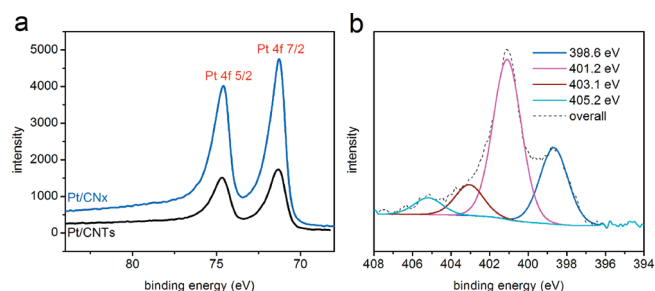 a
b
Pt 4f 7/2
Pt 4f 5/2
5000
4000
3000
2000
1000
0
intensity
Pt/CNx
Pt/CNTs
80
75
70
binding energy (eV)
398.6 eV
401.2 eV
403.1 eV
405.2 eV
overall
intensity
408
406
404
402
400
398
396
394
binding energy (eV)